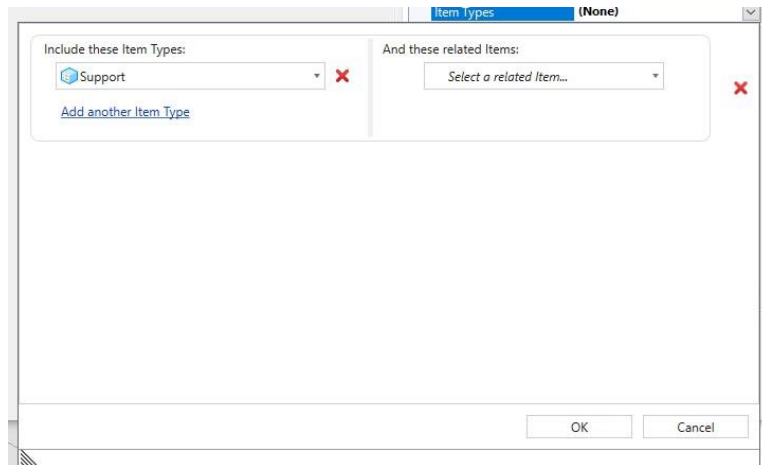 Item Types (None)
Include these Item Types: And these related Items:
Support Select a related Item...
Add another Item Type
OK Cancel